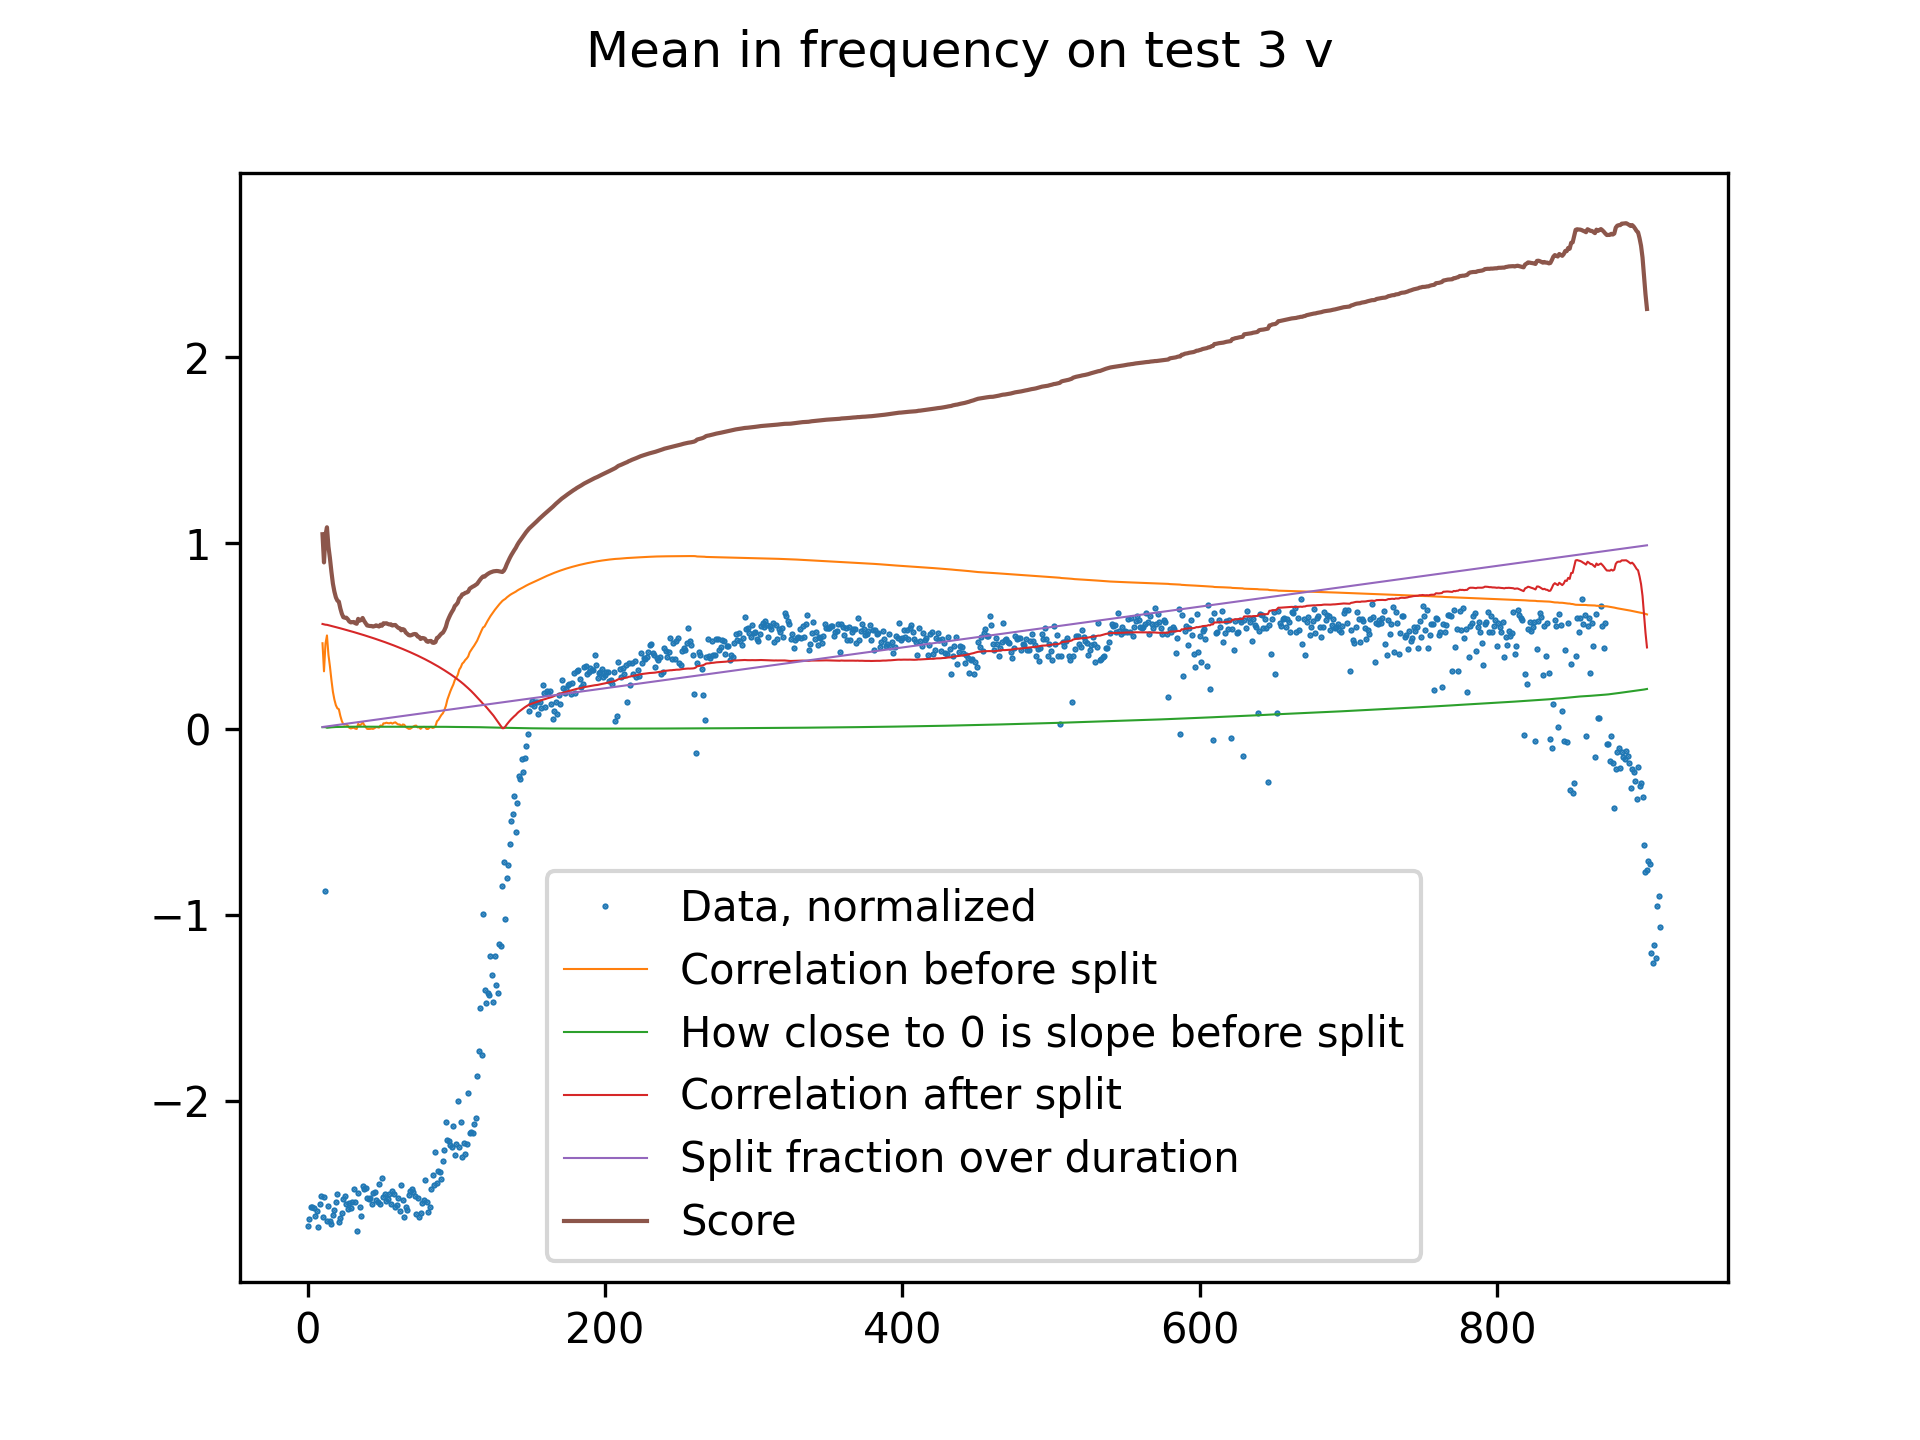 Mean in frequency on test 3 v
2
1
0
−1
−2
Data, normalized
Correlation before split
How close to 0 is slope before split
Correlation after split
Split fraction over duration
Score
0 200 400 600 800